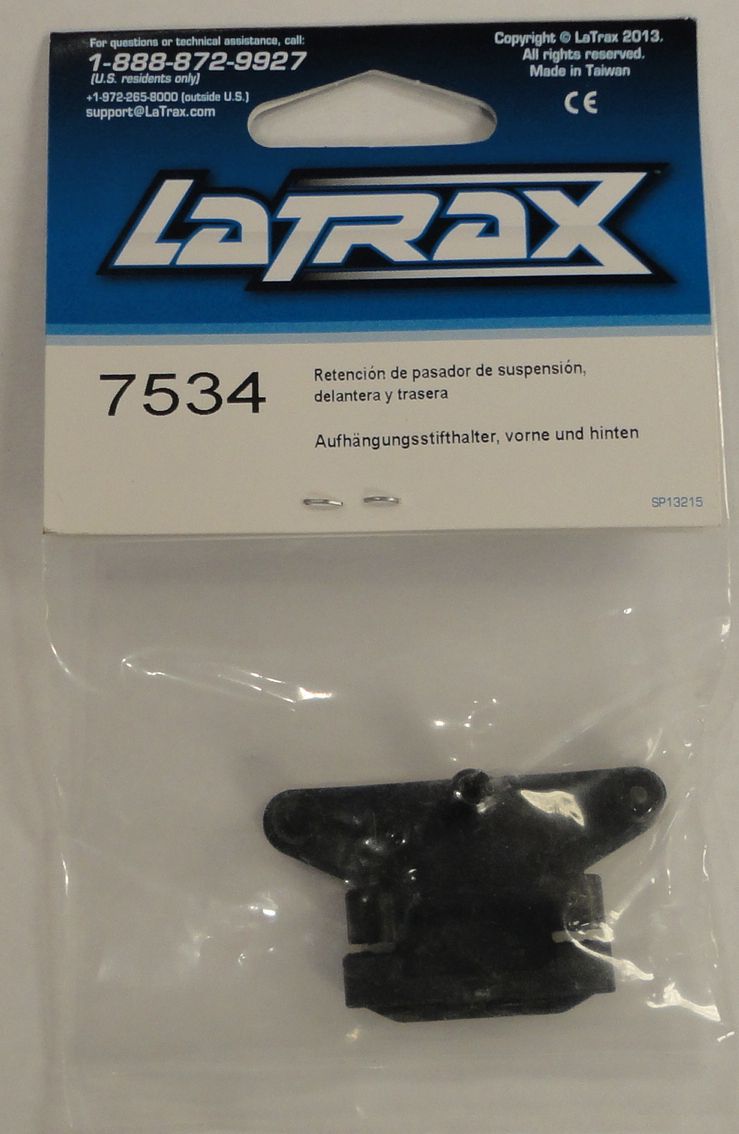 For questions or technical assistance, call:
1-888-872-9927
(U.S. residents only)
+1-972-265-8000 (outside U.S.)
support@LaTrax.com
Copyright © LaTrax 2013.
All rights reserved.
Made in Taiwan
CE
LATRAX
7534
Retención de pasador de suspensión,
delantera y trasera
Aufhängungsstifthalter, vorne und hinten
SP13215